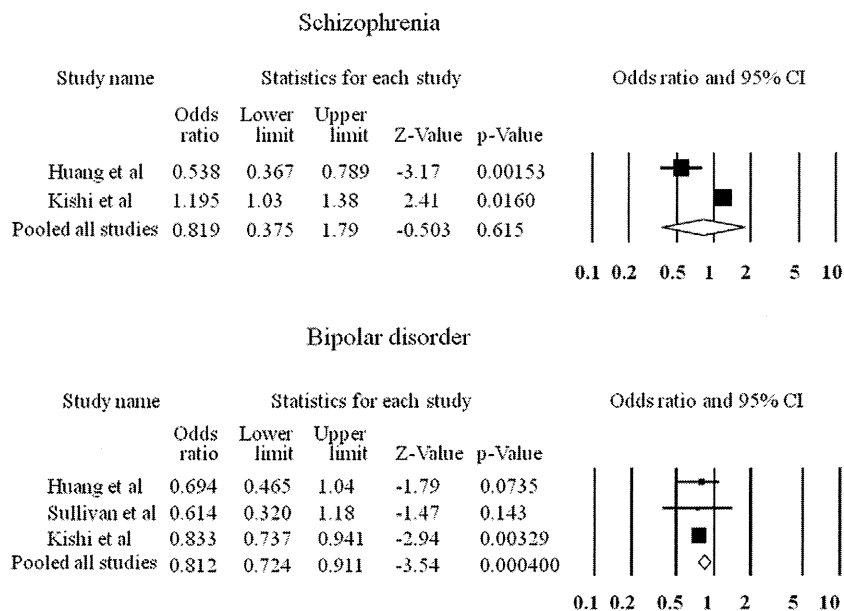 Schizophrenia
Study name Statistics for each study Odds ratio and 95% CI
Odds Lower Upper
ratio limit limit Z-Value p-Value
Huang et al 0.538 0.367 0.789 -3.17 0.00153
Kishi et al 1.195 1.03 1.38 2.41 0.0160
Pooled all studies 0.819 0.375 1.79 -0.503 0.615
0.1 0.2 0.5 1 2 5 10
Bipolar disorder
Study name Statistics for each study Odds ratio and 95% CI
Odds Lower Upper
ratio limit limit Z-Value p-Value
Huang et al 0.694 0.465 1.04 -1.79 0.0735
Sullivan et al 0.614 0.320 1.18 -1.47 0.143
Kishi et al 0.833 0.737 0.941 -2.94 0.00329
Pooled all studies 0.812 0.724 0.911 -3.54 0.000400
0.1 0.2 0.5 1 2 5 10